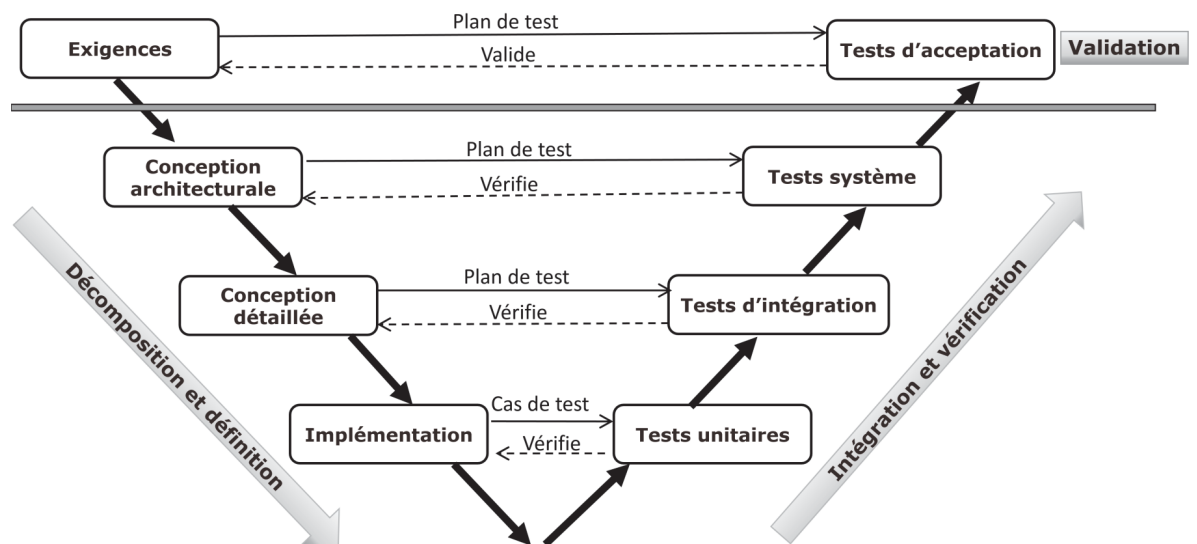 Plan de test
Exigences
Tests d'acceptation
Validation
Valide
Plan de test
Conception
architecturale
Tests système
Vérifie
Plan de test
Conception
détaillée
Tests d'intégration
Vérifie
Décomposition et définition
Intégration et vérification
Cas de test
Implémentation
Tests unitaires
Vérifie